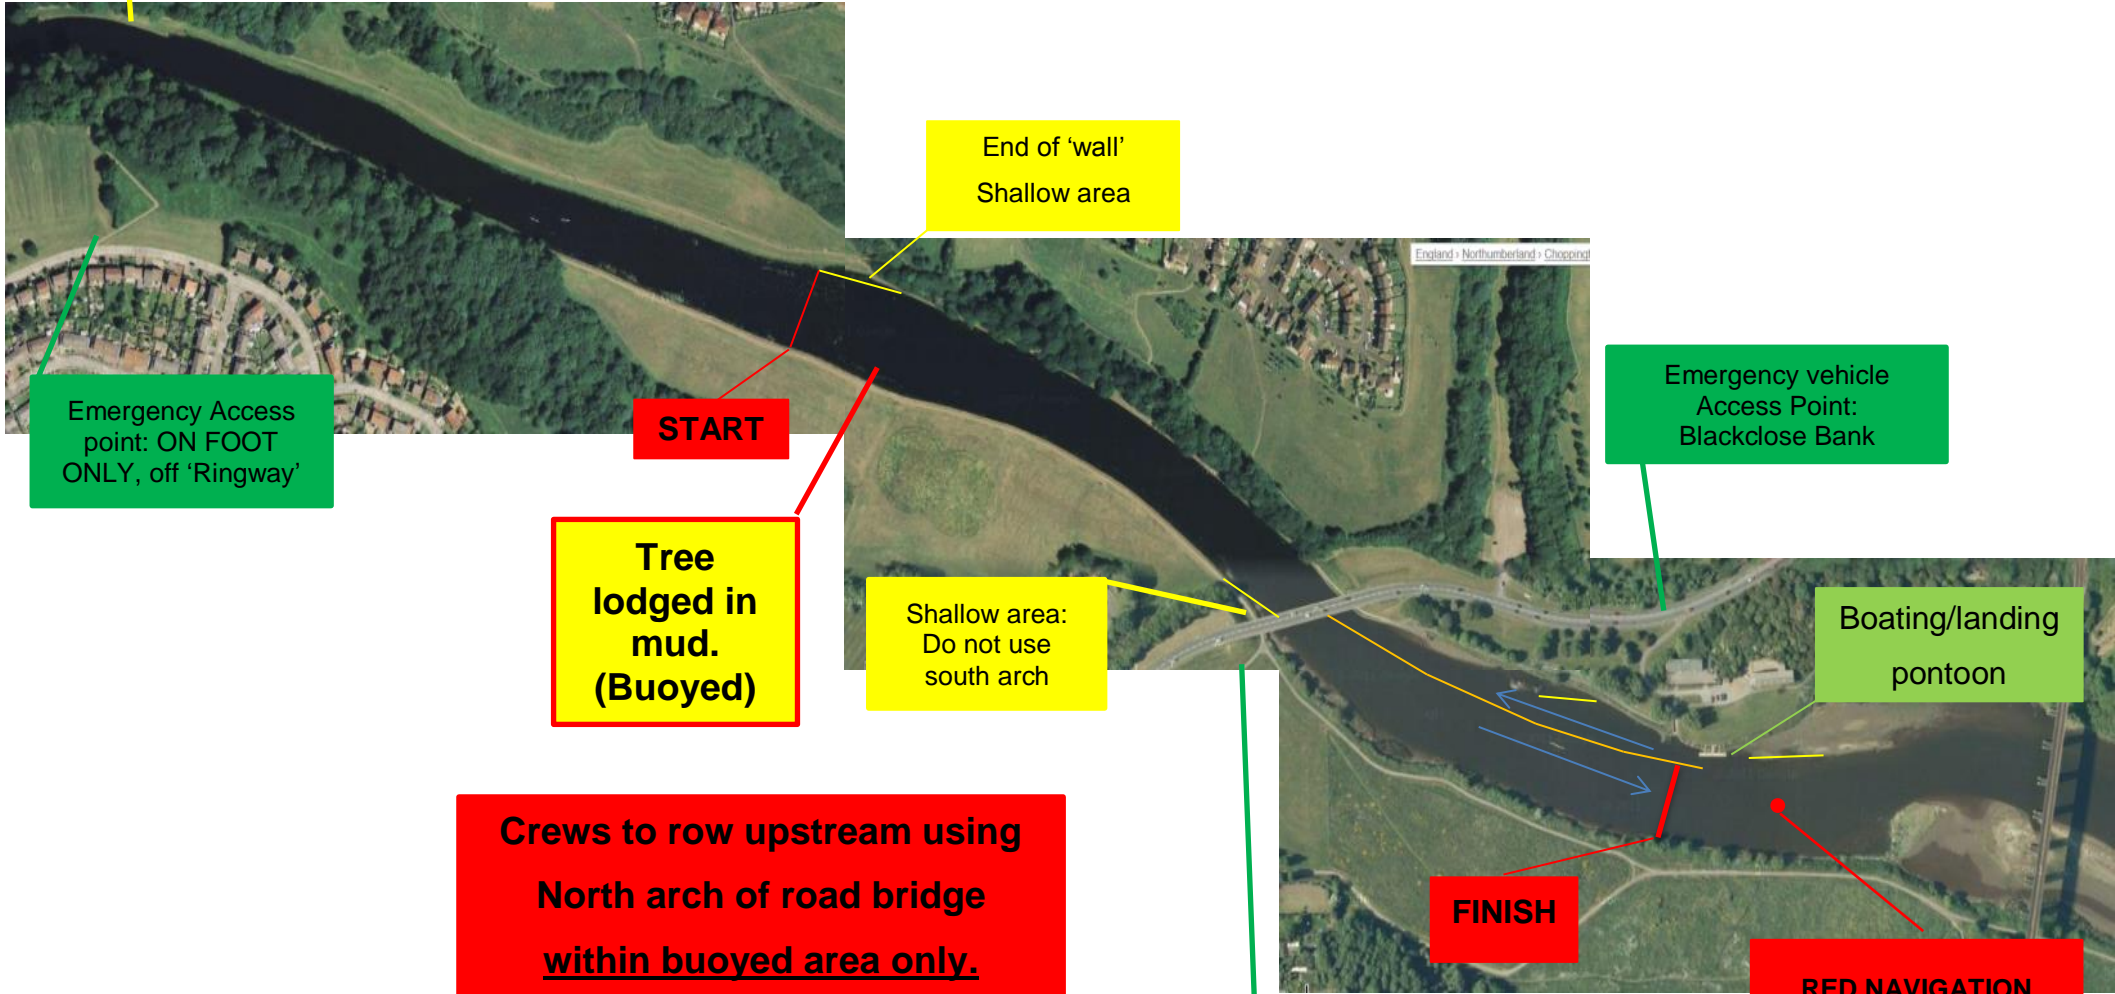 End of ‘wall’
Shallow area
England › Northumberland ›
Emergency vehicle
Access Point:
Blackclose Bank
Emergency Access
point: ON FOOT
ONLY, off ‘Ringway’
START
Tree
lodged in
mud.
(Buoyed)
Shallow area:
Do not use
south arch
Boating/landing
pontoon
Crews to row upstream using
North arch of road bridge
within buoyed area only.
FINISH
RED NAVIGATION